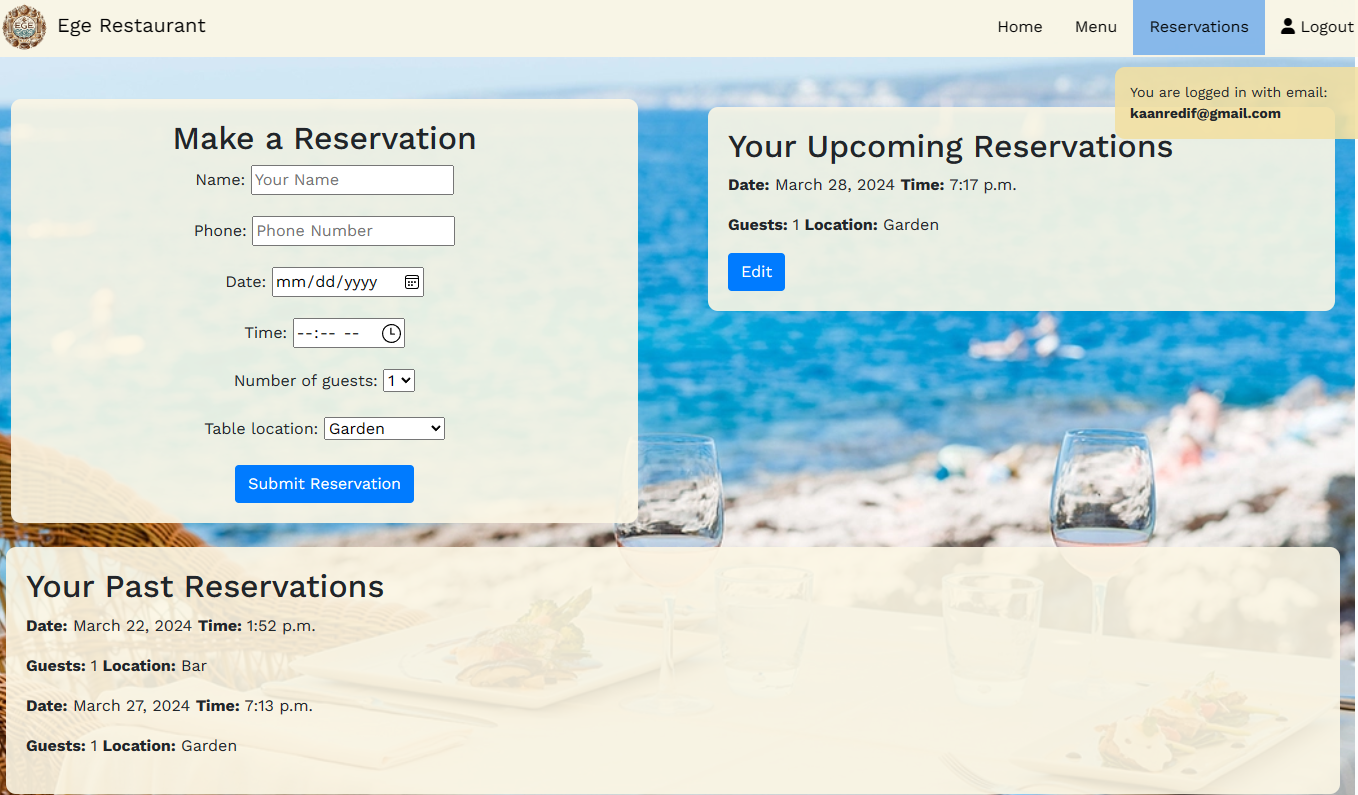 EGE
Ege Restaurant
Home
Menu
Reservations
Logout
You are logged in with email:
kaanredif@gmail.com
Make a Reservation
Name: Your Name
Phone: Phone Number
Date: mm/dd/yyyy
Time: --:-- --
Number of guests: 1
Table location: Garden
Submit Reservation
Your Upcoming Reservations
Date: March 28, 2024 Time: 7:17 p.m.
Guests: 1 Location: Garden
Edit
Your Past Reservations
Date: March 22, 2024 Time: 1:52 p.m.
Guests: 1 Location: Bar
Date: March 27, 2024 Time: 7:13 p.m.
Guests: 1 Location: Garden